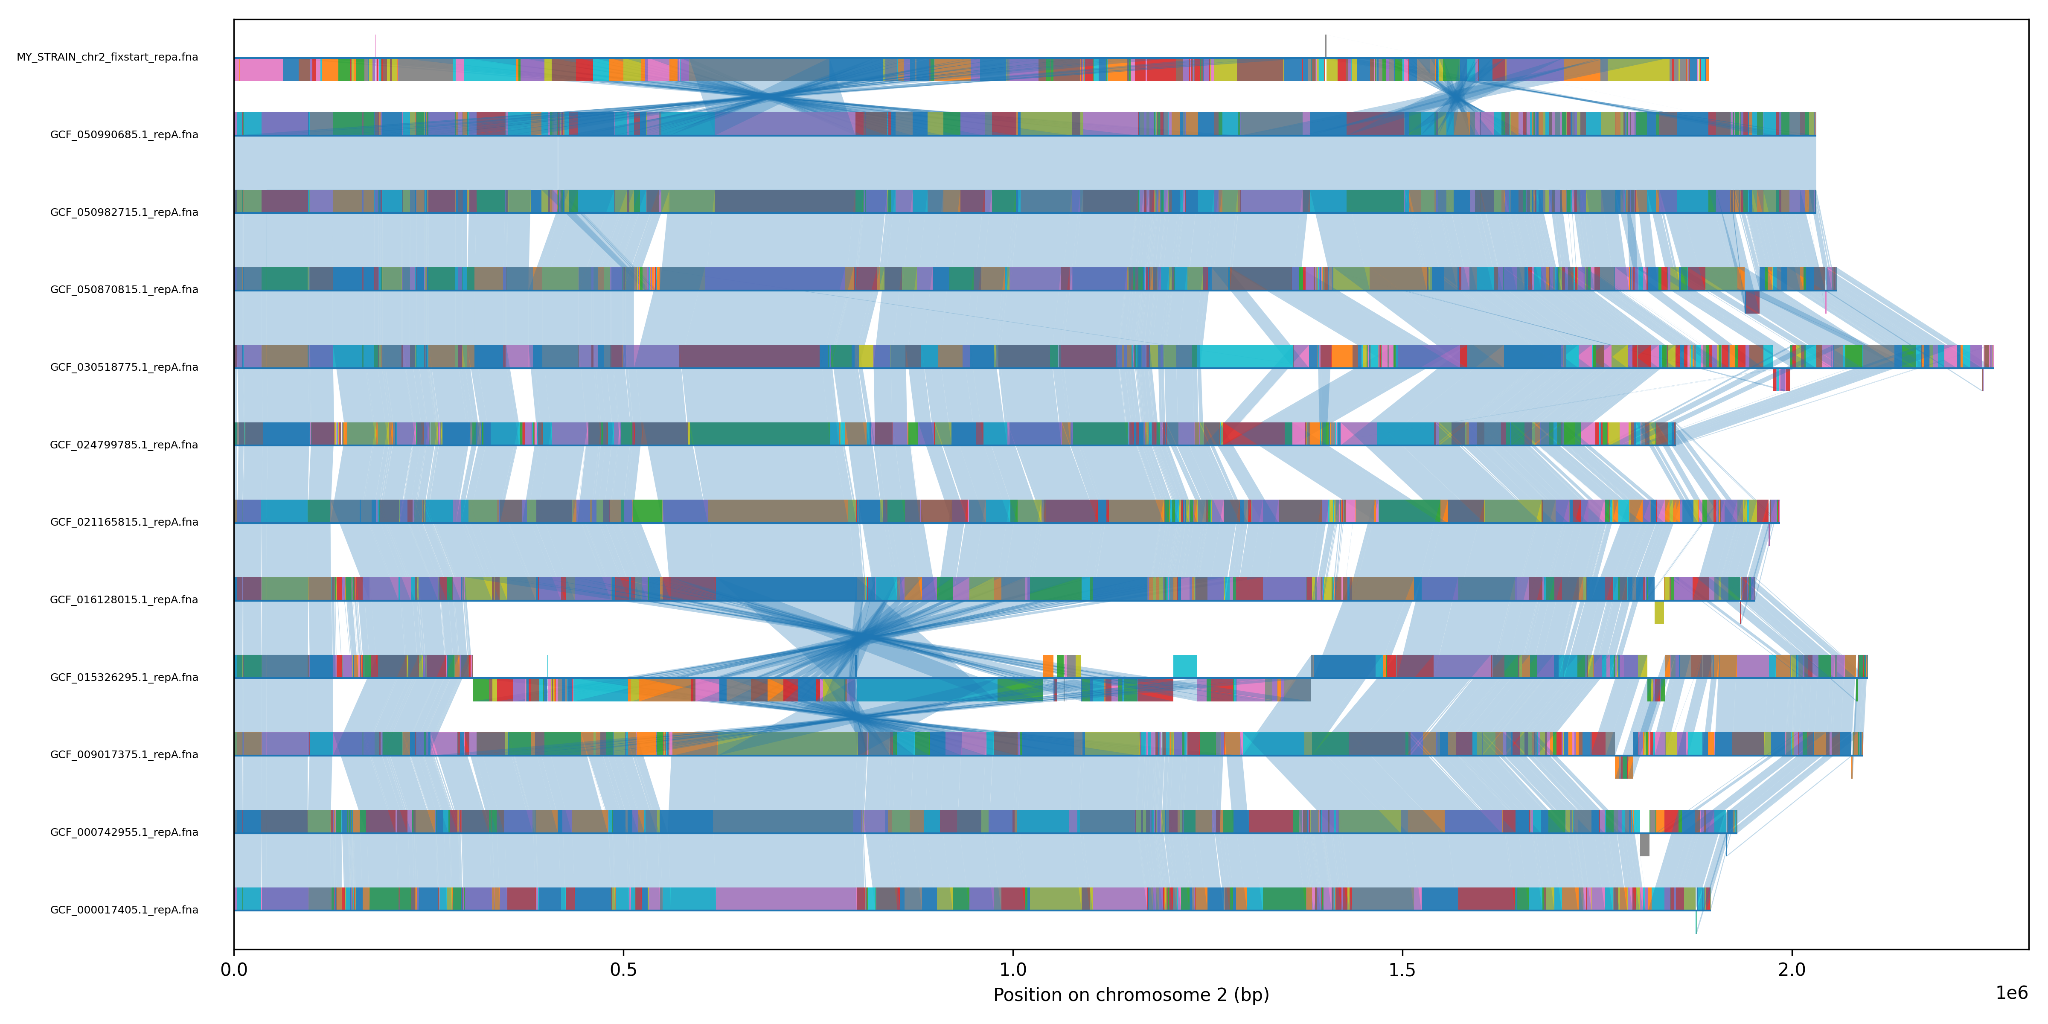 MY_STRAIN_chr2_fixstart_repa.fna
GCF_050990685.1_repA.fna
GCF_050982715.1_repA.fna
GCF_050870815.1_repA.fna
GCF_030518775.1_repA.fna
GCF_024799785.1_repA.fna
GCF_021165815.1_repA.fna
GCF_016128015.1_repA.fna
GCF_015326295.1_repA.fna
GCF_009017375.1_repA.fna
GCF_000742955.1_repA.fna
GCF_000017405.1_repA.fna
0.0 0.5 1.0 1.5 2.0
Position on chromosome 2 (bp)
1e6